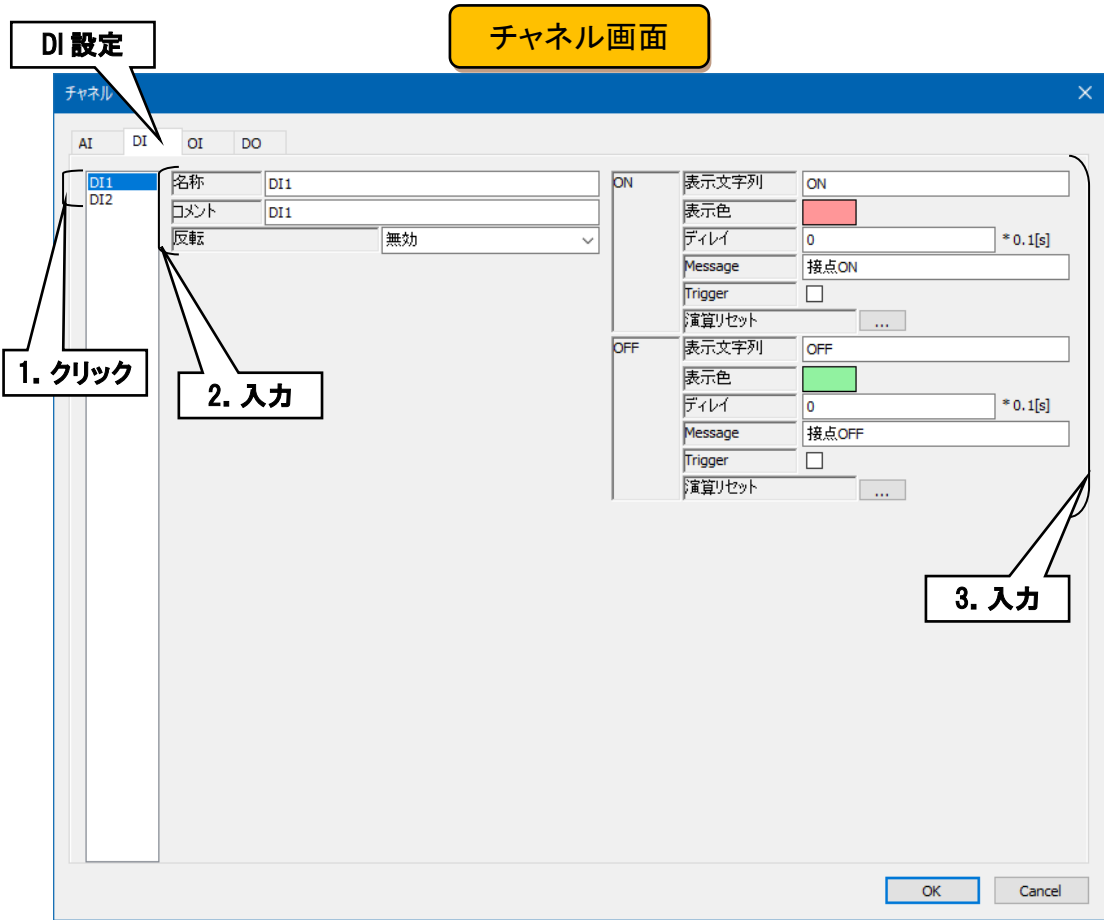 チャネル画面
DI 設定
チャネル
AI DI OI DO
DI1
DI2
名称 DI1
コメント DI1
反転 無効
ON
表示文字列 ON
表示色
ディレイ 0 *0.1[s]
Message 接点ON
Trigger
演算リセット ...
OFF
表示文字列 OFF
表示色
ディレイ 0 *0.1[s]
Message 接点OFF
Trigger
演算リセット ...
1. クリック
2. 入力
3. 入力
OK Cancel